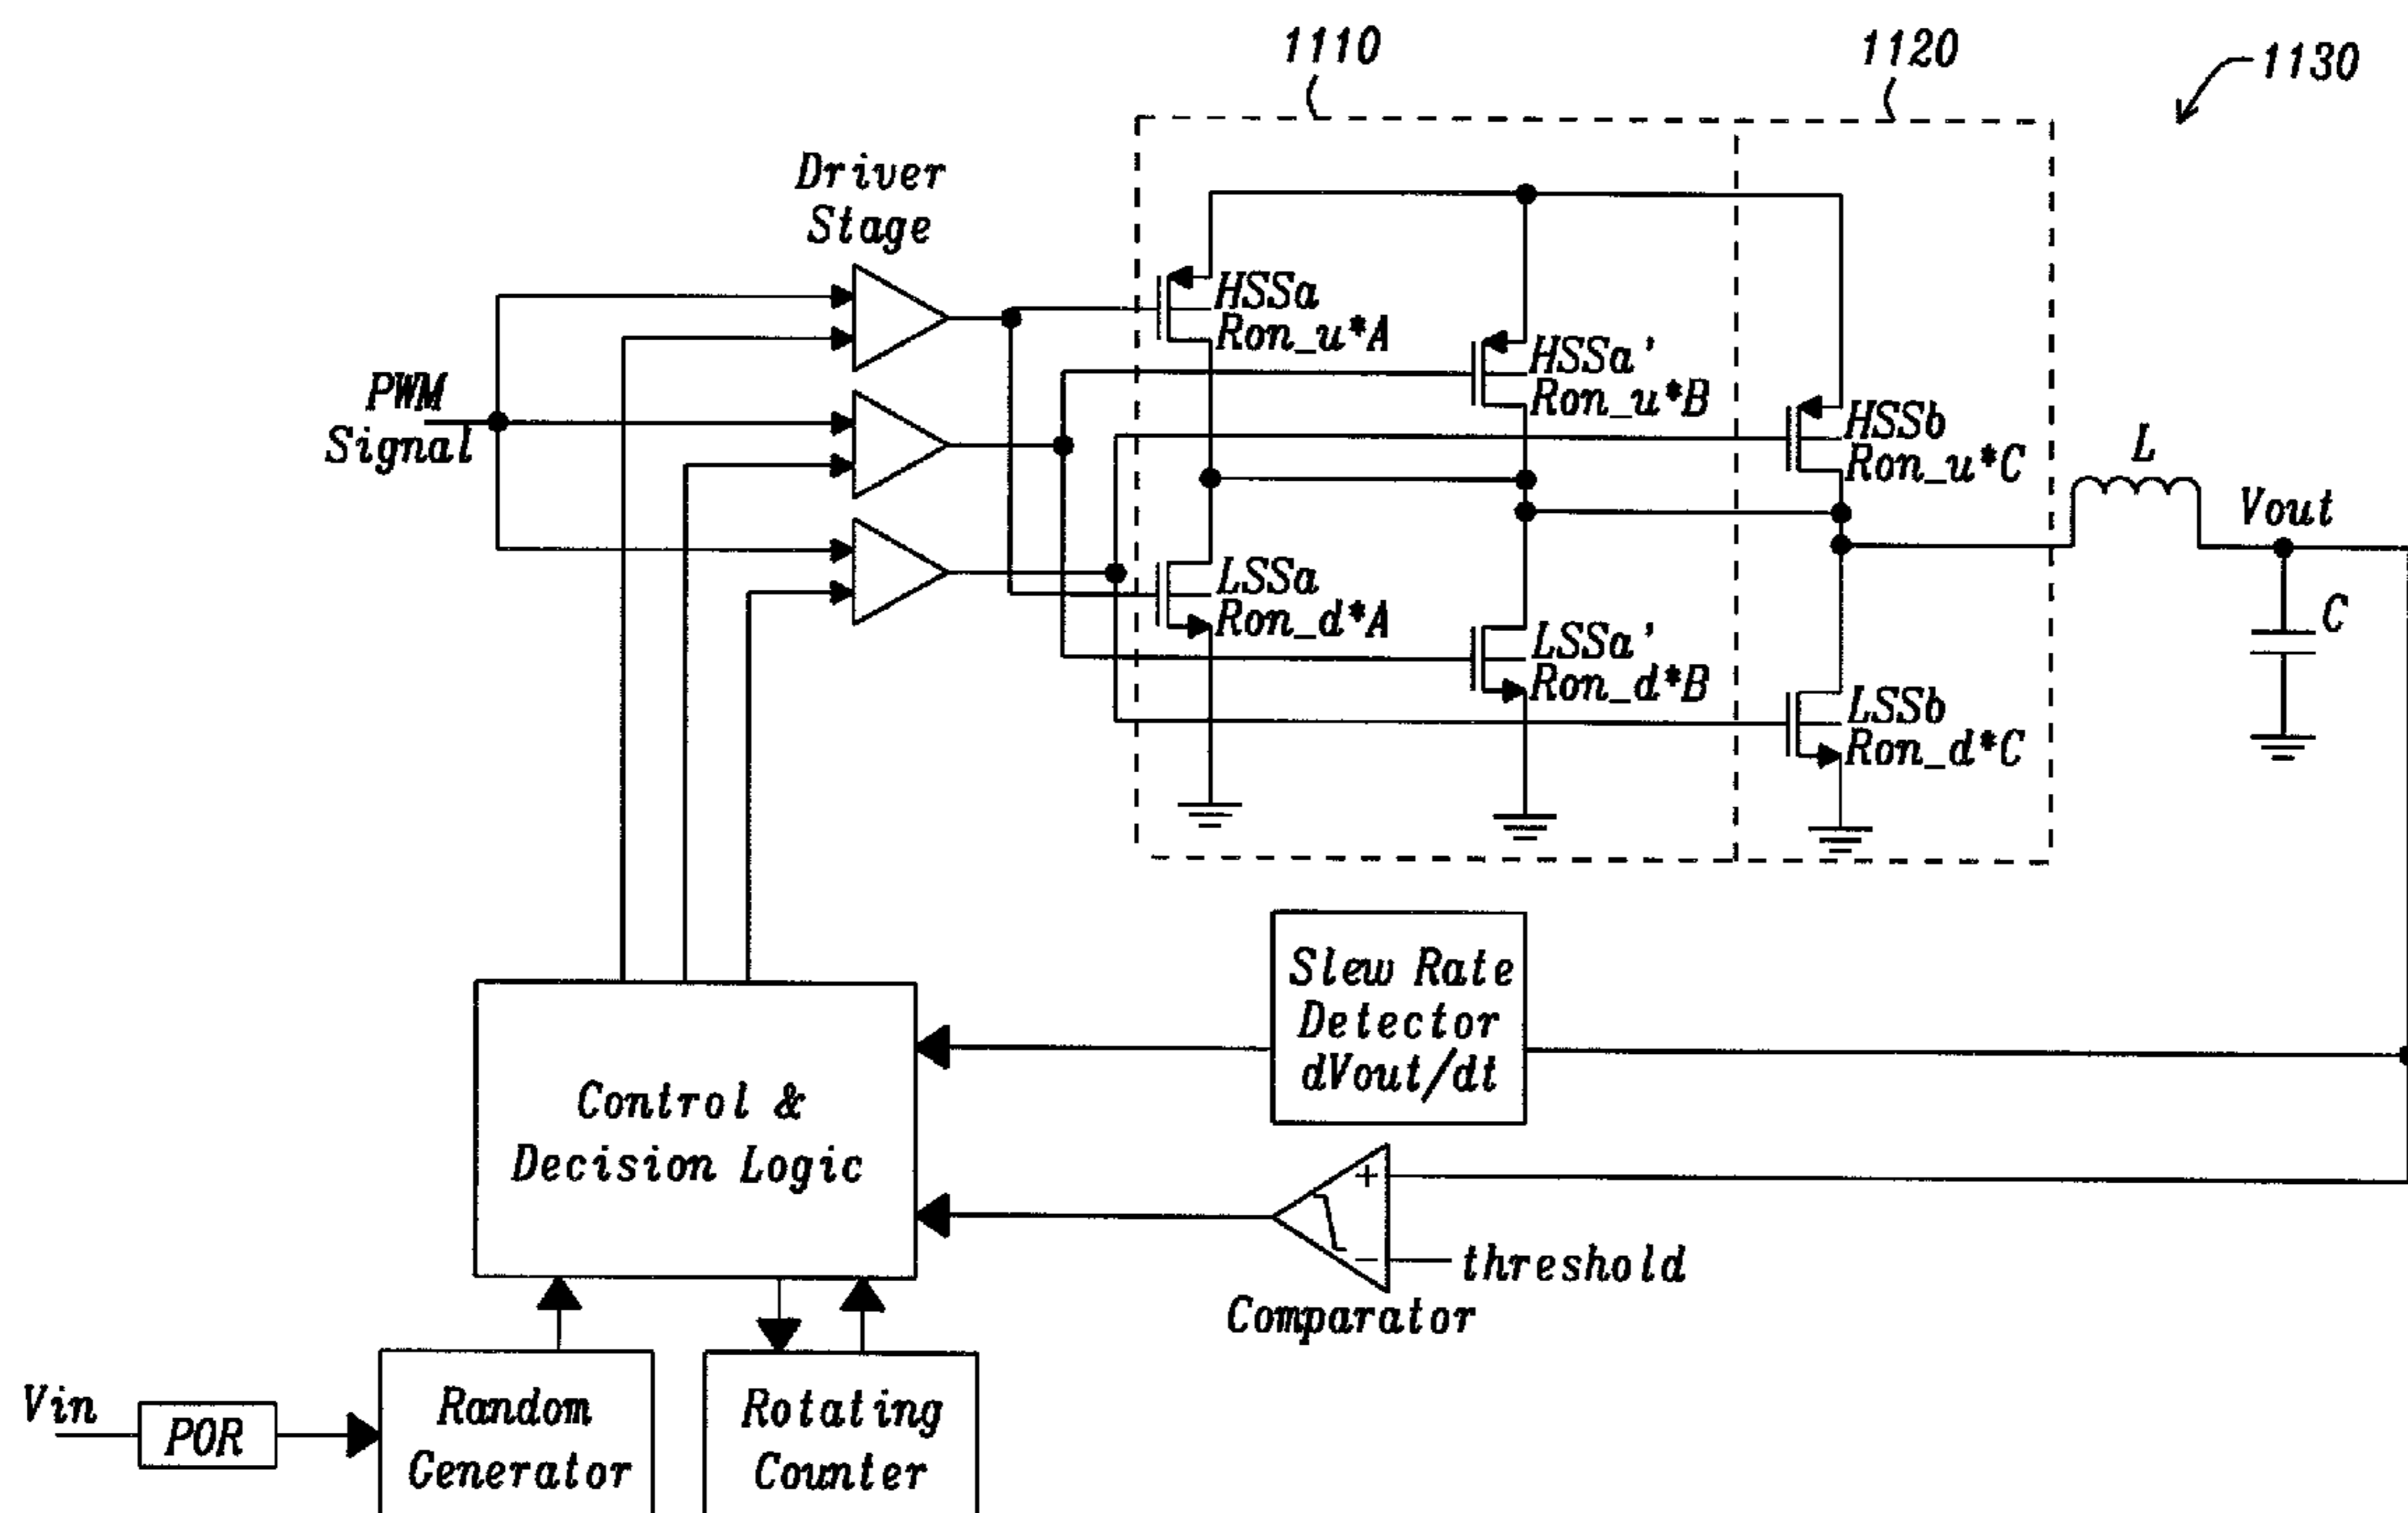 1110
1120
1130
Driver
Stage
HSSa
Ron_u*A
HSSa'
Ron_u*B
PWM
Signal
HSSb
Ron_u*C
L
Vout
LSSa
Ron_d*A
C
LSSa'
Ron_d*B
LSSb
Ron_d*C
Slew Rate
Detector
dVout/dt
Control &
Decision Logic
+
−
threshold
Comparator
Vin
POR
Random
Generator
Rotating
Counter